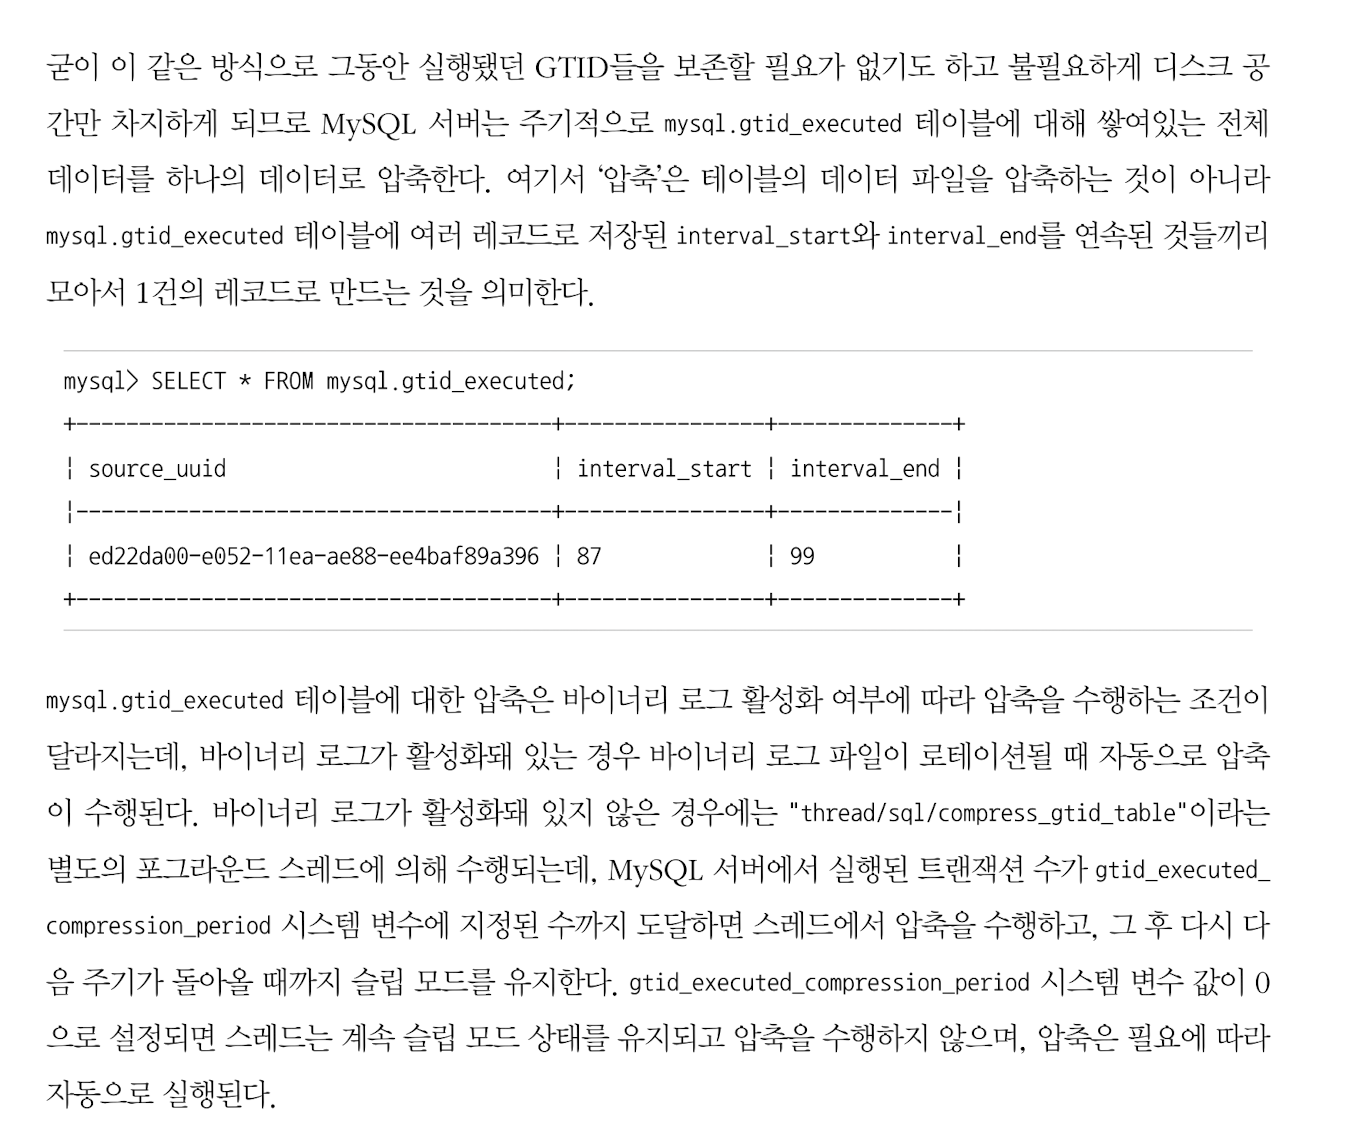 굳이 이 같은 방식으로 그동안 실행됐던 GTID들을 보존할 필요가 없기도 하고 불필요하게 디스크 공
간만 차지하게 되므로 MySQL 서버는 주기적으로 mysql.gtid_executed 테이블에 대해 쌓여있는 전체
데이터를 하나의 데이터로 압축한다. 여기서 ‘압축’은 테이블의 데이터 파일을 압축하는 것이 아니라
mysql.gtid_executed 테이블에 여러 레코드로 저장된 interval_start와 interval_end를 연속된 것들끼리
모아서 1건의 레코드로 만드는 것을 의미한다.
mysql> SELECT * FROM mysql.gtid_executed;
+--------------------------------------+----------------+--------------+
¦ source_uuid                          ¦ interval_start ¦ interval_end ¦
¦--------------------------------------+----------------+--------------¦
¦ ed22da00-e052-11ea-ae88-ee4baf89a396 ¦ 87             ¦ 99           ¦
+--------------------------------------+----------------+--------------+
mysql.gtid_executed 테이블에 대한 압축은 바이너리 로그 활성화 여부에 따라 압축을 수행하는 조건이
달라지는데, 바이너리 로그가 활성화돼 있는 경우 바이너리 로그 파일이 로테이션될 때 자동으로 압축
이 수행된다. 바이너리 로그가 활성화돼 있지 않은 경우에는 "thread/sql/compress_gtid_table"이라는
별도의 포그라운드 스레드에 의해 수행되는데, MySQL 서버에서 실행된 트랜잭션 수가 gtid_executed_
compression_period 시스템 변수에 지정된 수까지 도달하면 스레드에서 압축을 수행하고, 그 후 다시 다
음 주기가 돌아올 때까지 슬립 모드를 유지한다. gtid_executed_compression_period 시스템 변수 값이 0
으로 설정되면 스레드는 계속 슬립 모드 상태를 유지되고 압축을 수행하지 않으며, 압축은 필요에 따라
자동으로 실행된다.